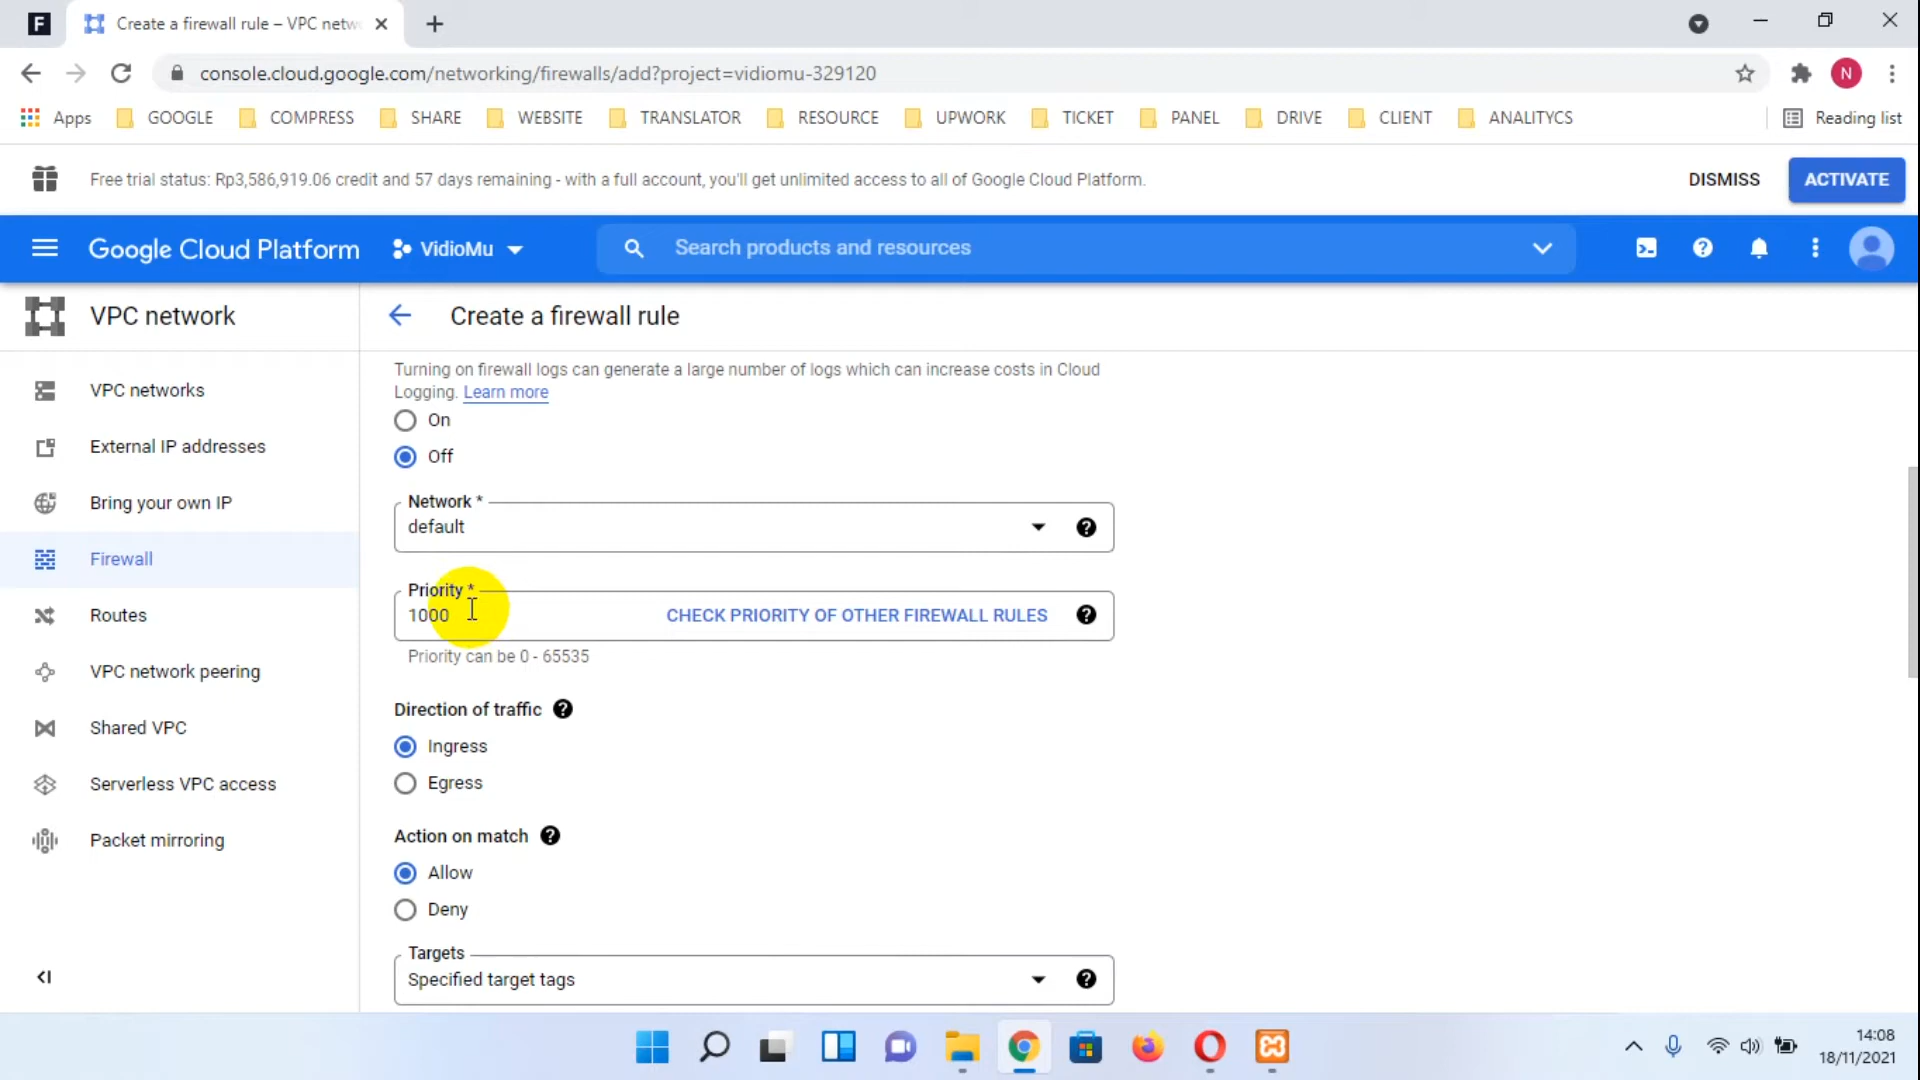 F
Create a firewall rule – VPC netw
console.cloud.google.com/networking/firewalls/add?project=vidiomu-329120
N
Apps
GOOGLE
COMPRESS
SHARE
WEBSITE
TRANSLATOR
RESOURCE
UPWORK
TICKET
PANEL
DRIVE
CLIENT
ANALITYCS
Reading list
Free trial status: Rp3,586,919.06 credit and 57 days remaining - with a full account, you'll get unlimited access to all of Google Cloud Platform.
DISMISS
ACTIVATE
Google Cloud Platform
VidioMu
Search products and resources
VPC network
Create a firewall rule
VPC networks
External IP addresses
Bring your own IP
Firewall
Routes
VPC network peering
Shared VPC
Serverless VPC access
Packet mirroring
Turning on firewall logs can generate a large number of logs which can increase costs in Cloud
Logging. Learn more
On
Off
Network *
default
Priority *
1000
CHECK PRIORITY OF OTHER FIREWALL RULES
Priority can be 0 - 65535
Direction of traffic
Ingress
Egress
Action on match
Allow
Deny
Targets
Specified target tags
14:08
18/11/2021